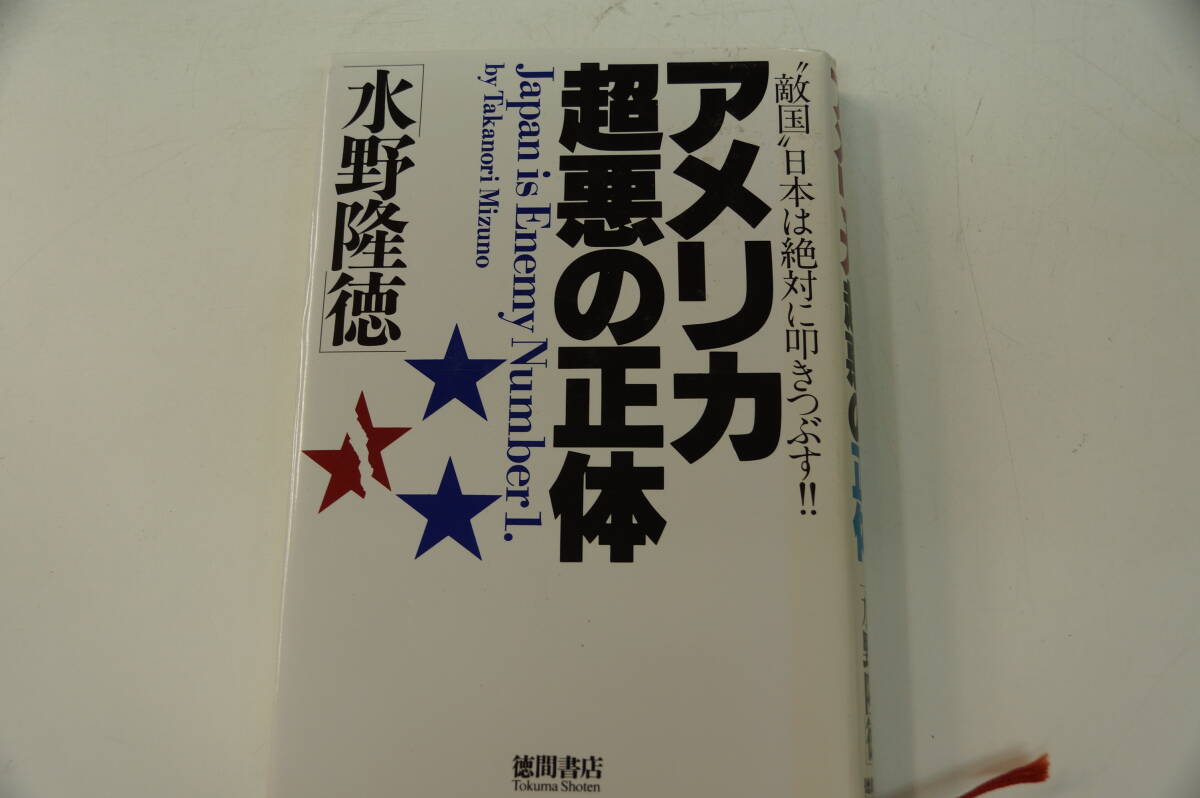 〝敵国〟日本は絶対に叩きつぶす!!
アメリカ
超悪の正体
Japan is Enemy Number 1.
by Takanori Mizuno
「水野隆徳」
徳間書店
Tokuma Shoten